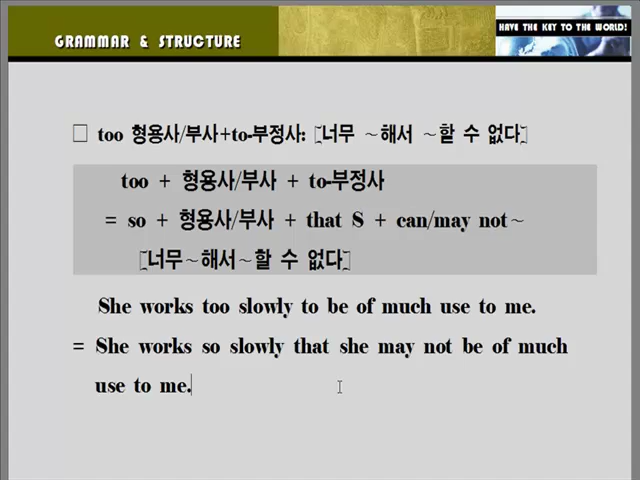 GRAMMAR & STRUCTURE
HAVE THE KEY TO THE WORLD!
□ too 형용사/부사+to-부정사: [너무 ~해서 ~할 수 없다]
too + 형용사/부사 + to-부정사
= so + 형용사/부사 + that S + can/may not~
[너무~해서~할 수 없다]
She works too slowly to be of much use to me.
= She works so slowly that she may not be of much
use to me.